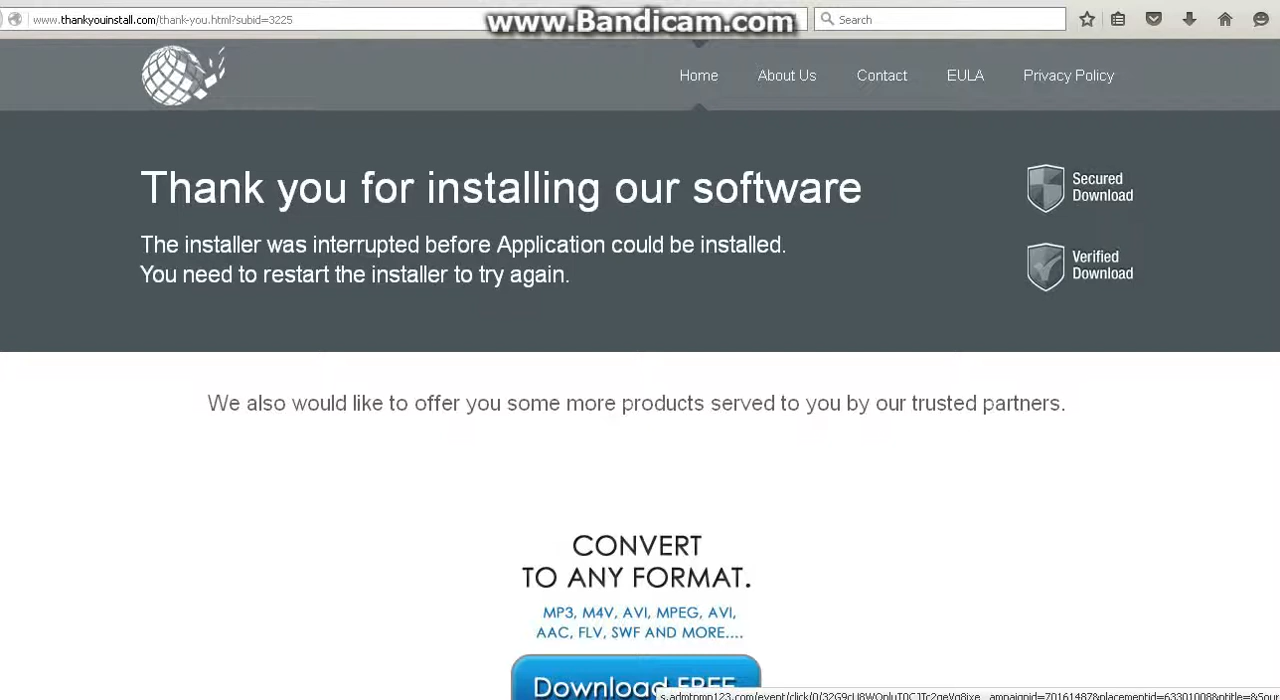 www.thankyouinstall.com/thank-you.html?subid=3225
www.Bandicam.com
Search
Home About Us Contact EULA Privacy Policy
Thank you for installing our software
The installer was interrupted before Application could be installed.
You need to restart the installer to try again.
Secured
Download
Verified
Download
We also would like to offer you some more products served to you by our trusted partners.
CONVERT
TO ANY FORMAT.
MP3, M4V, AVI, MPEG, AVI,
AAC, FLV, SWF AND MORE....
Download FREE